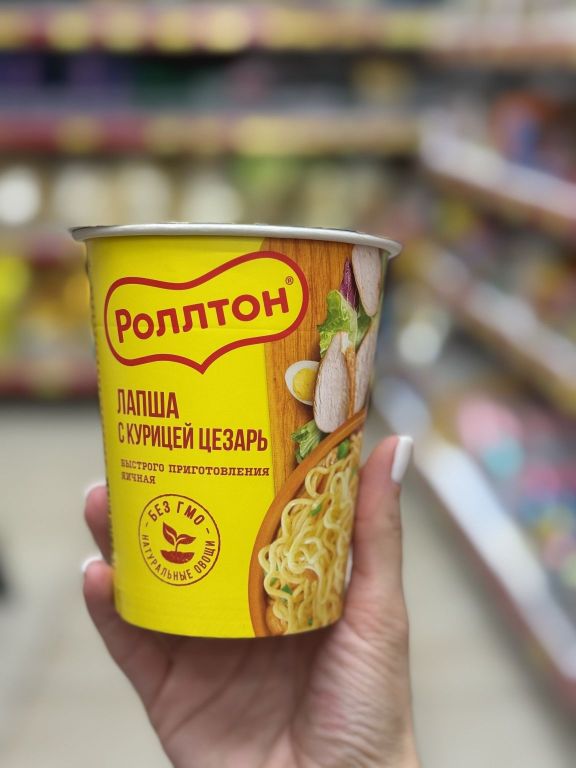 Роллтон®
ЛАПША
С КУРИЦЕЙ ЦЕЗАРЬ
БЫСТРОГО ПРИГОТОВЛЕНИЯ
ЯИЧНАЯ
- БЕЗ ГМО -
НАТУРАЛЬНЫЕ ОВОЩИ